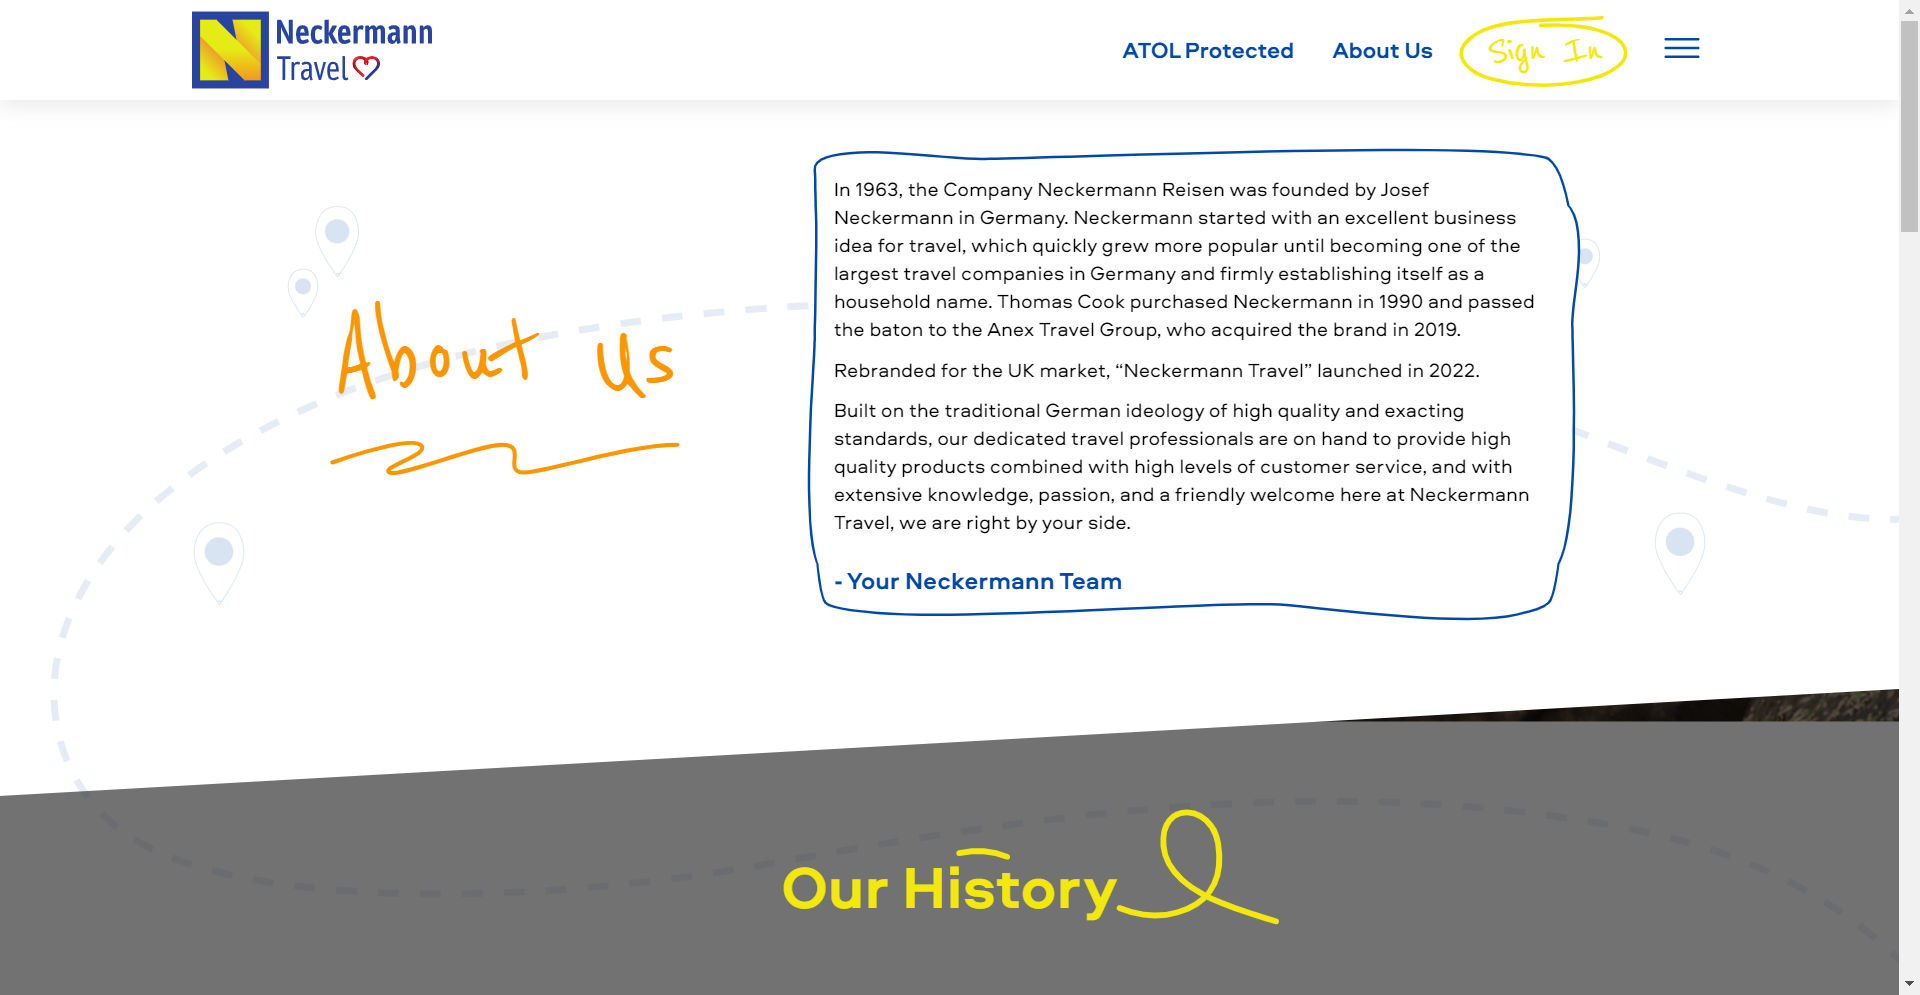 Neckermann
Travel
ATOL Protected
About Us
Sign In
About Us
In 1963, the Company Neckermann Reisen was founded by Josef
Neckermann in Germany. Neckermann started with an excellent business
idea for travel, which quickly grew more popular until becoming one of the
largest travel companies in Germany and firmly establishing itself as a
household name. Thomas Cook purchased Neckermann in 1990 and passed
the baton to the Anex Travel Group, who acquired the brand in 2019.
Rebranded for the UK market, “Neckermann Travel” launched in 2022.
Built on the traditional German ideology of high quality and exacting
standards, our dedicated travel professionals are on hand to provide high
quality products combined with high levels of customer service, and with
extensive knowledge, passion, and a friendly welcome here at Neckermann
Travel, we are right by your side.
- Your Neckermann Team
Our History